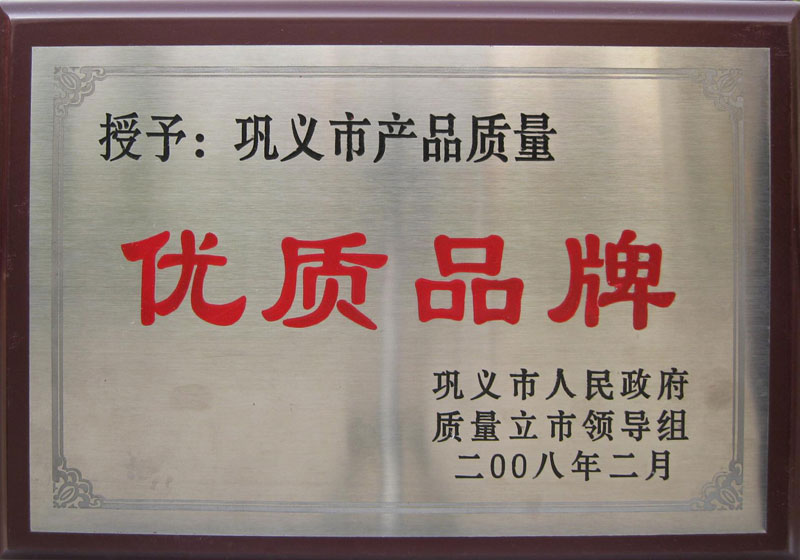 授予：巩义市产品质量
优质品牌
巩义市人民政府
质量立市领导组
二00八年二月